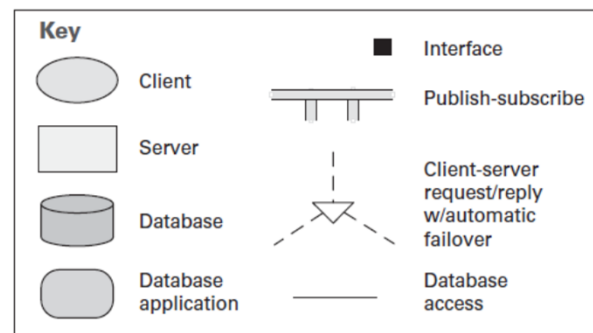 Key
Client
Server
Database
Database
application
Interface
Publish-subscribe
Client-server
request/reply
w/automatic
failover
Database
access